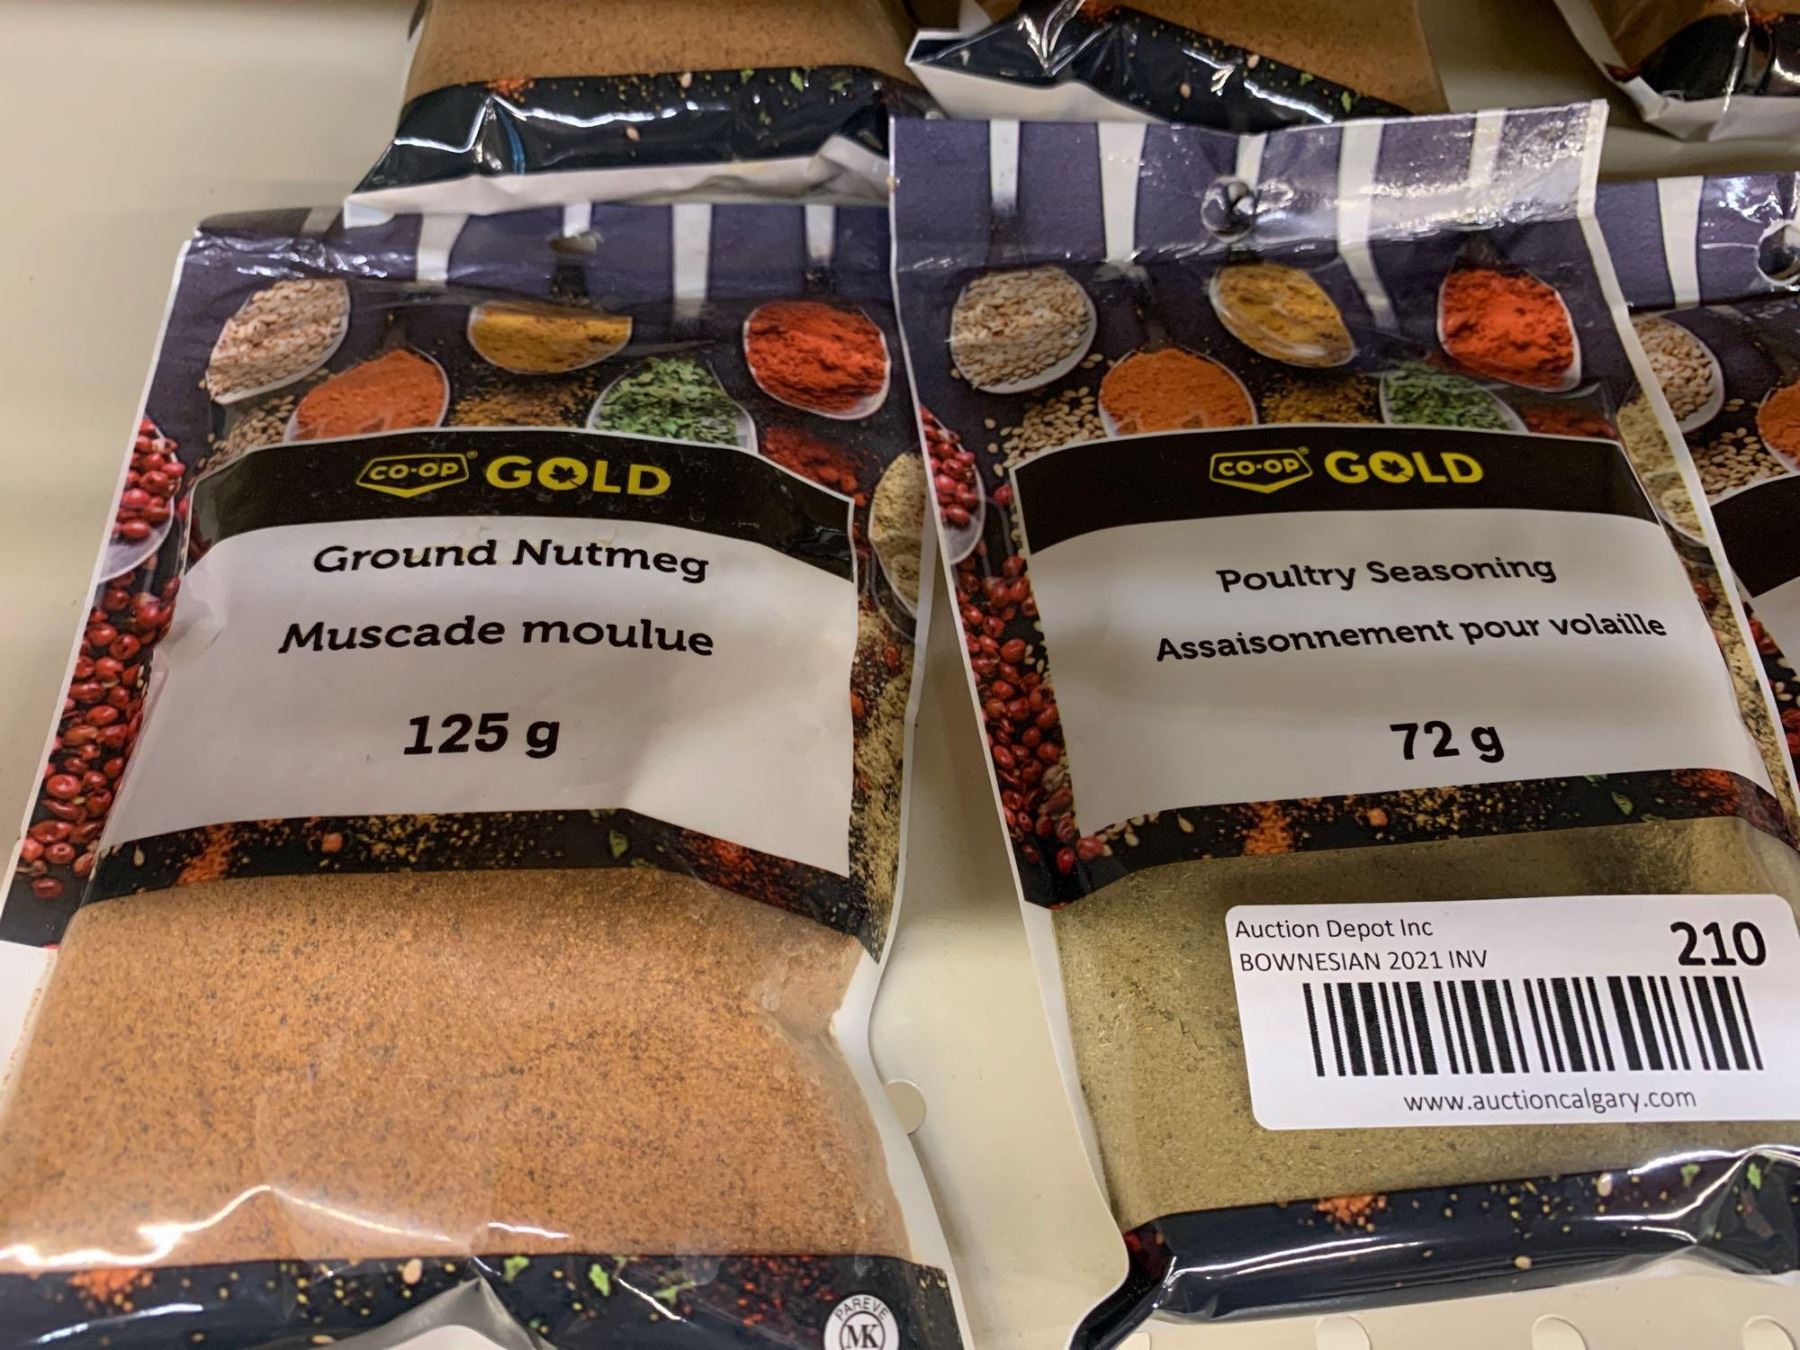 CO-OP® GOLD
Ground Nutmeg
Muscade moulue
125 g
PAREVE
MK
CO-OP® GOLD
Poultry Seasoning
Assaisonnement pour volaille
72 g
Auction Depot Inc 210
BOWNESIAN 2021 INV
www.auctioncalgary.com